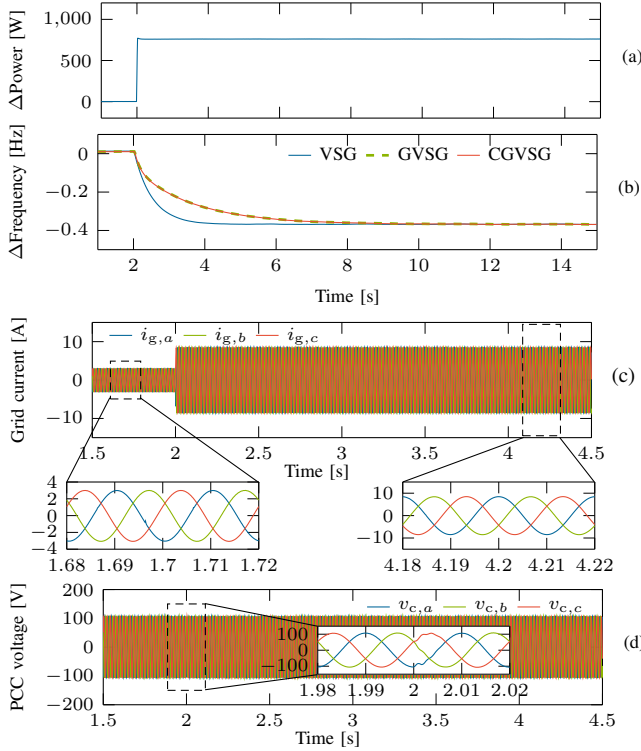 1,000
500
0
ΔPower [W]
(a)
VSG GVSG CGVSG
0
−0.2
−0.4
ΔFrequency [Hz]
(b)
2 4 6 8 10 12 14
Time [s]
i_{g,a} i_{g,b} i_{g,c}
10
0
−10
Grid current [A]
(c)
1.5 2 2.5 3 3.5 4 4.5
Time [s]
4
2
0
−2
−4
1.68 1.69 1.7 1.71 1.72
10
0
−10
4.18 4.19 4.2 4.21 4.22
v_{c,a} v_{c,b} v_{c,c}
200
100
0
−100
−200
PCC voltage [V]
(d)
100
0
−100
1.98 1.99 2 2.01 2.02
1.5 2 2.5 3 3.5 4 4.5
Time [s]